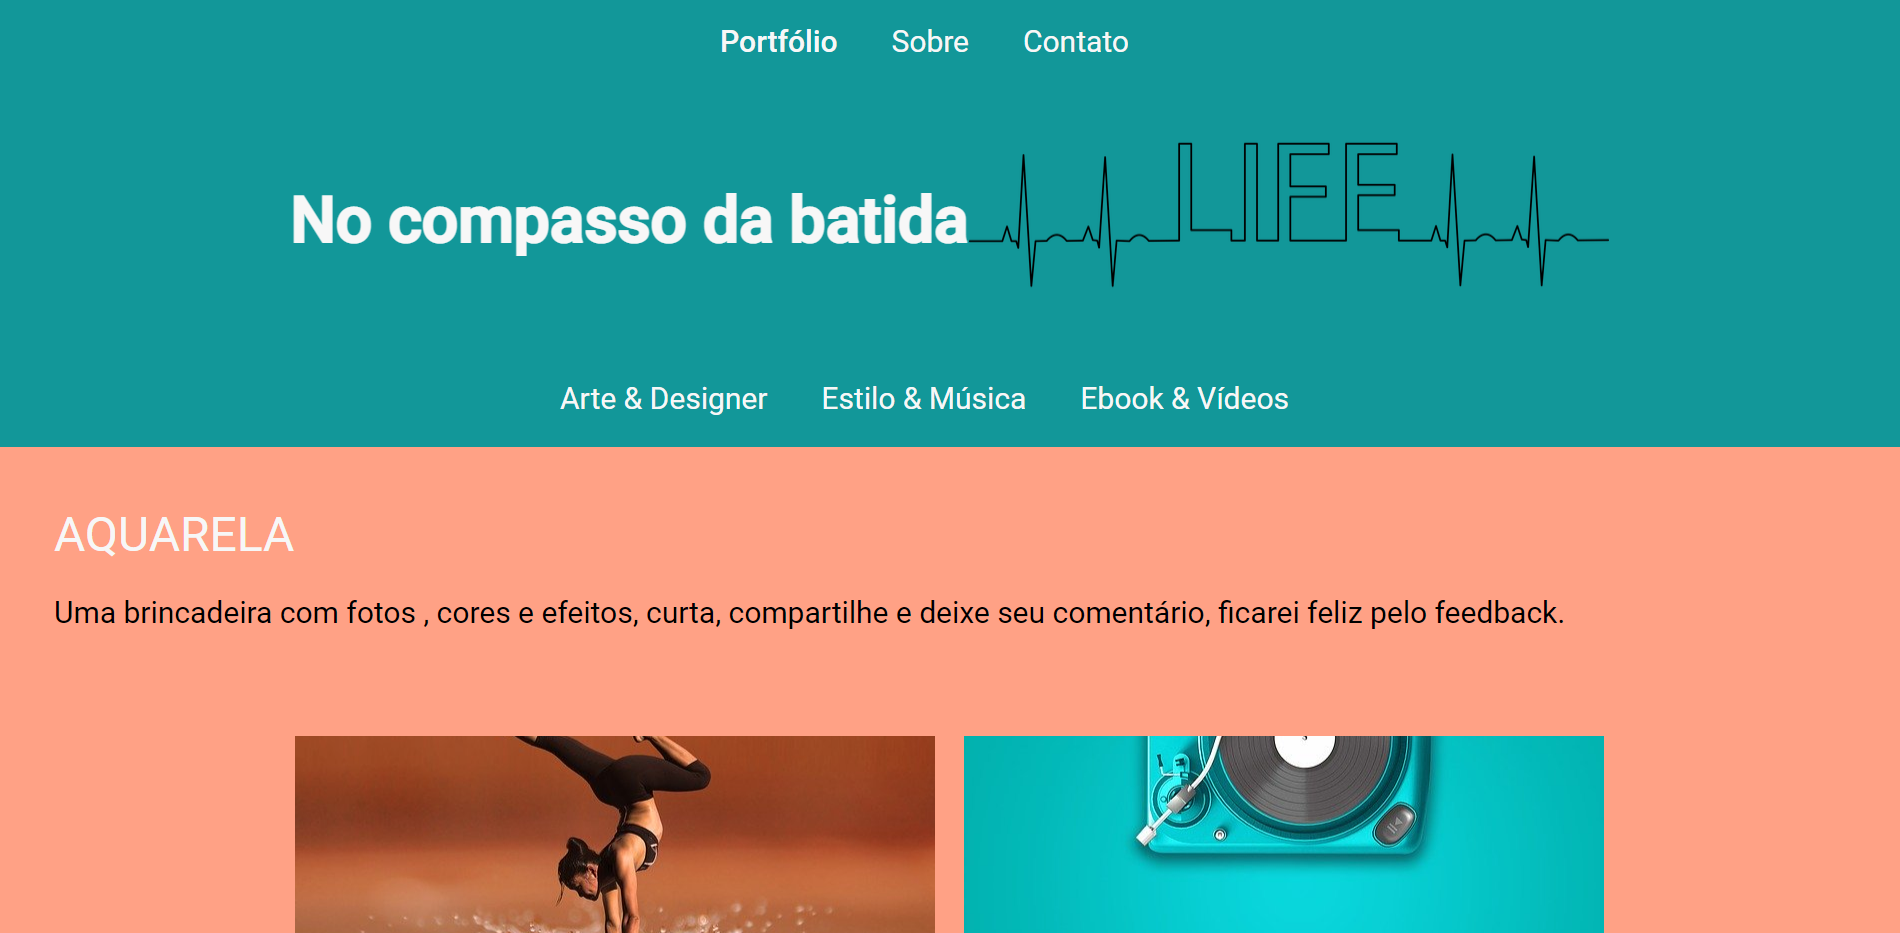 Portfólio Sobre Contato
No compasso da batida LIFE
Arte & Designer Estilo & Música Ebook & Vídeos
AQUARELA
Uma brincadeira com fotos , cores e efeitos, curta, compartilhe e deixe seu comentário, ficarei feliz pelo feedback.